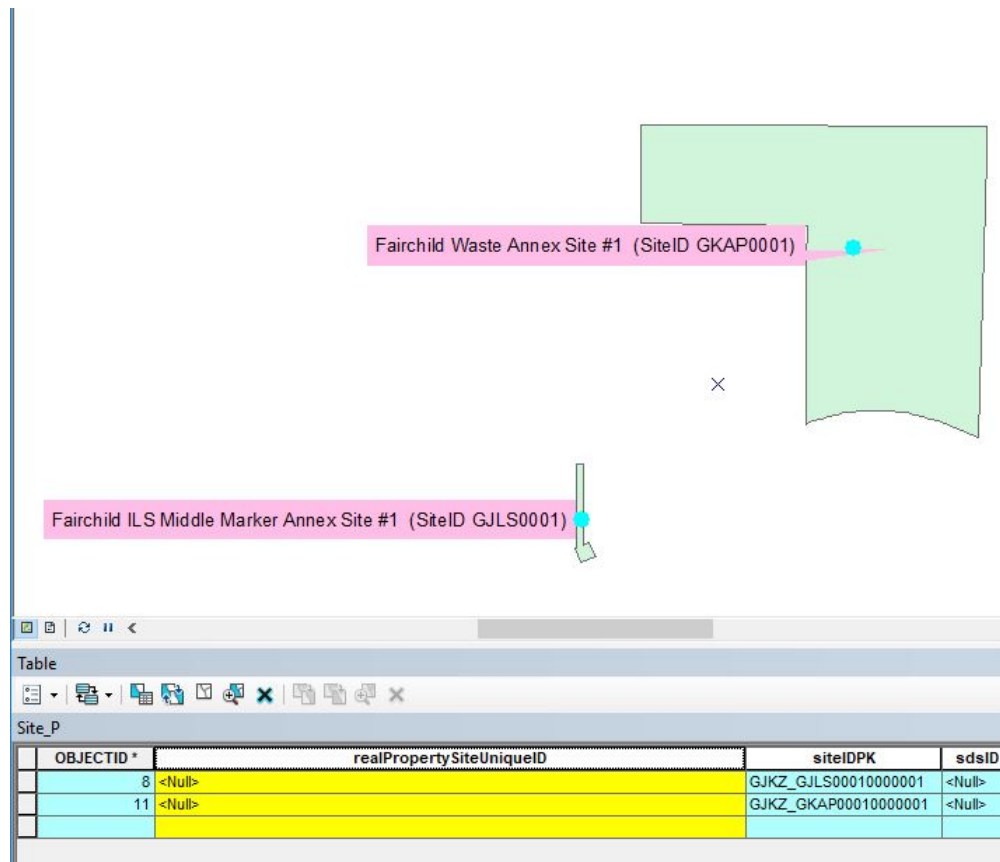 Fairchild Waste Annex Site #1 (SiteID GKAP0001)
Fairchild ILS Middle Marker Annex Site #1 (SiteID GJLS0001)
Table
Site_P
OBJECTID * realPropertySiteUniqueID siteIDPK sdsID
8 <Null> GJKZ_GJLS00010000001 <Null>
11 <Null> GJKZ_GKAP00010000001 <Null>